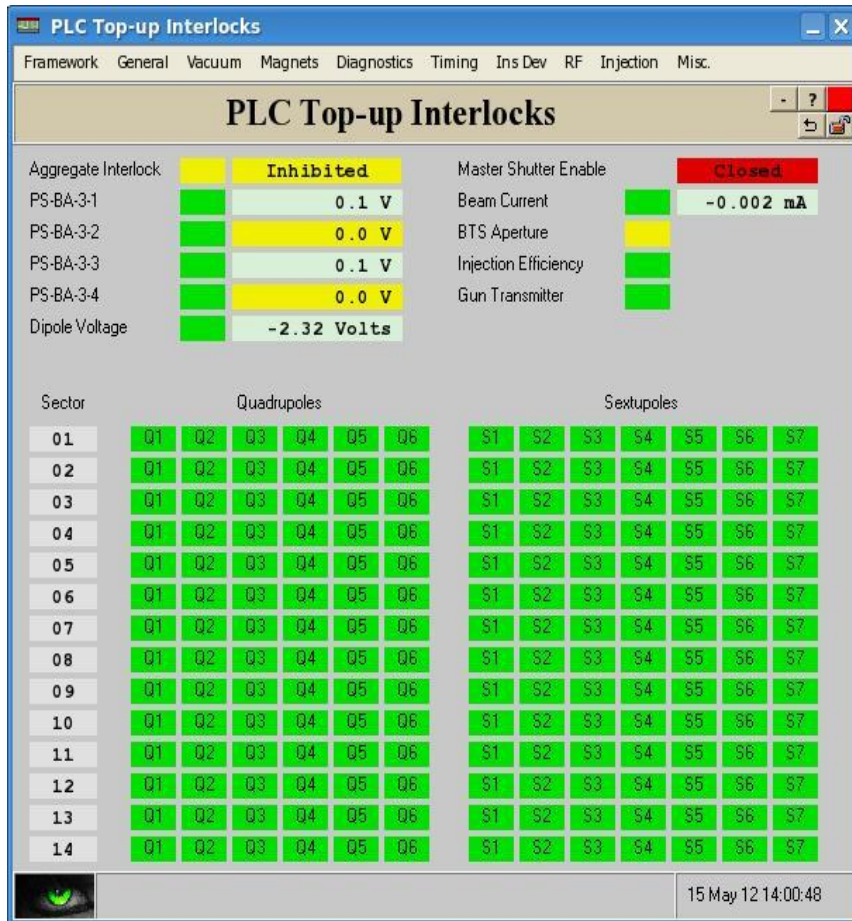 PLC Top-up Interlocks
Framework General Vacuum Magnets Diagnostics Timing Ins Dev RF Injection Misc.
PLC Top-up Interlocks
- ?
Aggregate Interlock Inhibited Master Shutter Enable Closed
PS-BA-3-1 0.1 V Beam Current -0.002 mA
PS-BA-3-2 0.0 V BTS Aperture
PS-BA-3-3 0.1 V Injection Efficiency
PS-BA-3-4 0.0 V Gun Transmitter
Dipole Voltage -2.32 Volts
Sector Quadrupoles Sextupoles
01 Q1 Q2 Q3 Q4 Q5 Q6 S1 S2 S3 S4 S5 S6 S7
02 Q1 Q2 Q3 Q4 Q5 Q6 S1 S2 S3 S4 S5 S6 S7
03 Q1 Q2 Q3 Q4 Q5 Q6 S1 S2 S3 S4 S5 S6 S7
04 Q1 Q2 Q3 Q4 Q5 Q6 S1 S2 S3 S4 S5 S6 S7
05 Q1 Q2 Q3 Q4 Q5 Q6 S1 S2 S3 S4 S5 S6 S7
06 Q1 Q2 Q3 Q4 Q5 Q6 S1 S2 S3 S4 S5 S6 S7
07 Q1 Q2 Q3 Q4 Q5 Q6 S1 S2 S3 S4 S5 S6 S7
08 Q1 Q2 Q3 Q4 Q5 Q6 S1 S2 S3 S4 S5 S6 S7
09 Q1 Q2 Q3 Q4 Q5 Q6 S1 S2 S3 S4 S5 S6 S7
10 Q1 Q2 Q3 Q4 Q5 Q6 S1 S2 S3 S4 S5 S6 S7
11 Q1 Q2 Q3 Q4 Q5 Q6 S1 S2 S3 S4 S5 S6 S7
12 Q1 Q2 Q3 Q4 Q5 Q6 S1 S2 S3 S4 S5 S6 S7
13 Q1 Q2 Q3 Q4 Q5 Q6 S1 S2 S3 S4 S5 S6 S7
14 Q1 Q2 Q3 Q4 Q5 Q6 S1 S2 S3 S4 S5 S6 S7
15 May 12 14:00:48